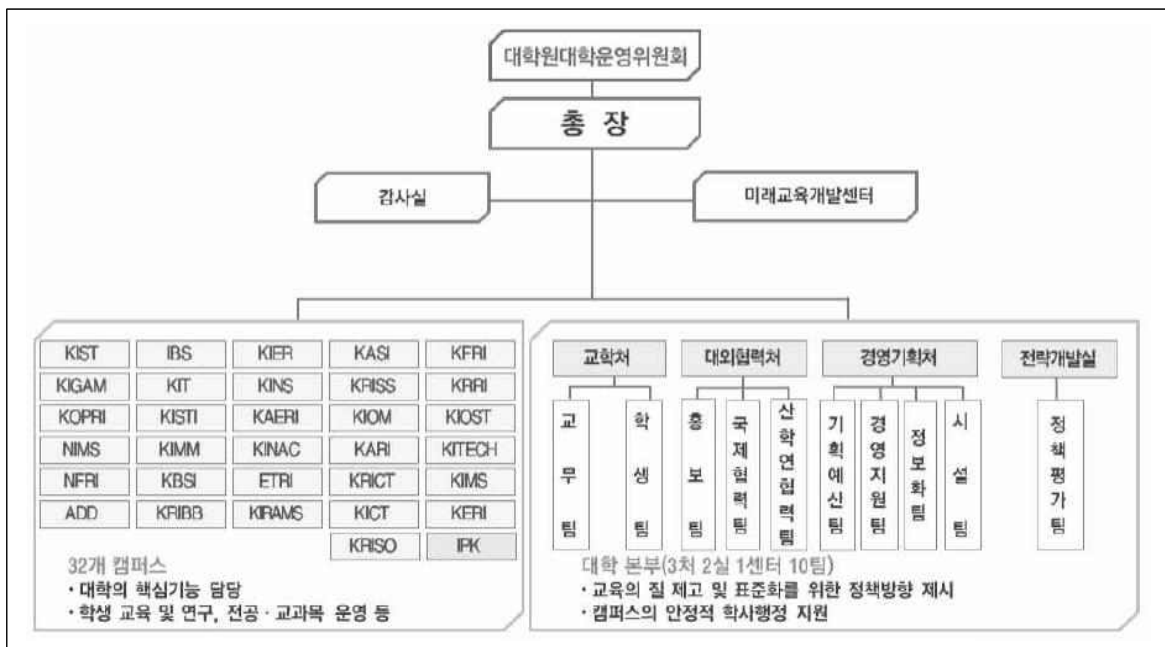 대학원대학운영위원회
총 장
감사실
미래교육개발센터
KIST IBS KIER KASI KFRI
KIGAM KIT KINS KRISS KRRI
KOPRI KISTI KAERI KIOM KIOST
NIMS KIMM KINAC KARI KITECH
NFRI KBSI ETRI KRICT KIMS
ADD KRIBB KIRAMS KICT KERI
KRISO IPK
32개 캠퍼스
· 대학의 핵심기능 담당
· 학생 교육 및 연구, 전공 · 교과목 운영 등
교학처 대외협력처 경영기획처 전략개발실
교무팀
학생팀
홍보팀
국제협력팀
산학연협력팀
기획예산팀
경영지원팀
정보화팀
시설팀
정책평가팀
대학 본부(3처 2실 1센터 10팀)
· 교육의 질 제고 및 표준화를 위한 정책방향 제시
· 캠퍼스의 안정적 학사행정 지원